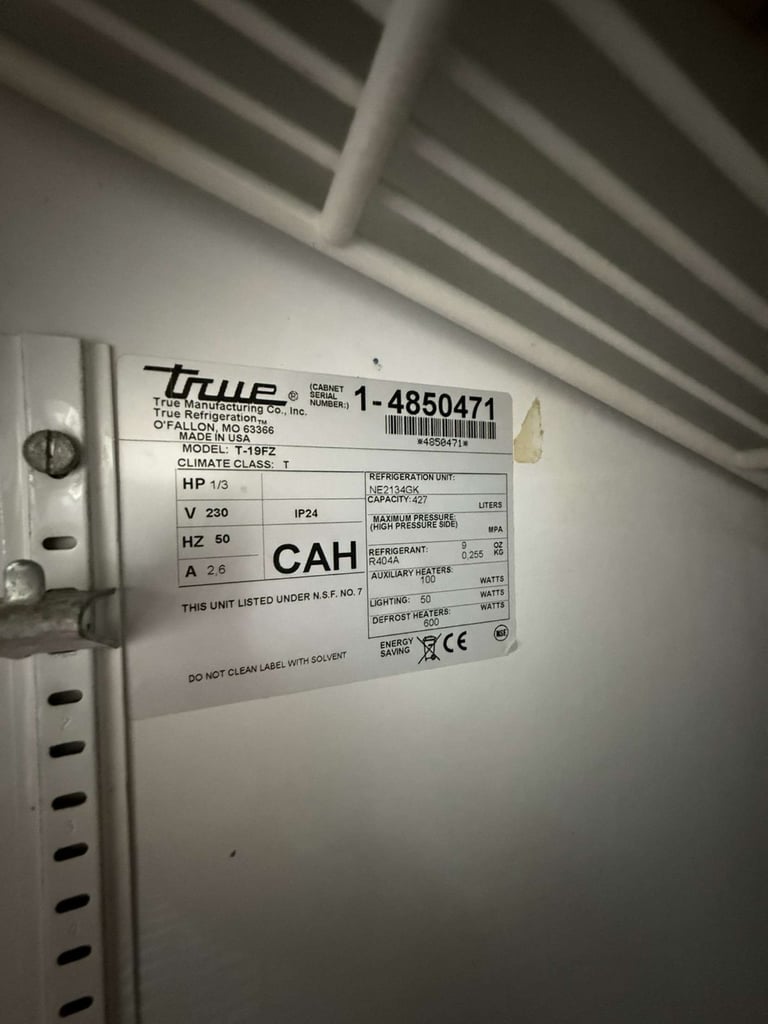 true ®
(CABNET
SERIAL
NUMBER:)
1-4850471
*4850471*
True Manufacturing Co., Inc.
True Refrigeration™
O'FALLON, MO 63366
MADE IN USA
MODEL: T-19FZ
CLIMATE CLASS: T
HP 1/3
V 230 IP24
HZ 50
A 2,6
CAH
REFRIGERATION UNIT:
NE2134GK
CAPACITY: 427
LITERS
MAXIMUM PRESSURE:
(HIGH PRESSURE SIDE)
MPA
REFRIGERANT: 9 OZ
R404A 0,255 KG
AUXILIARY HEATERS:
100 WATTS
LIGHTING: 50 WATTS
DEFROST HEATERS: WATTS
600
THIS UNIT LISTED UNDER N.S.F. NO. 7
ENERGY
SAVING
CE
NSF
DO NOT CLEAN LABEL WITH SOLVENT